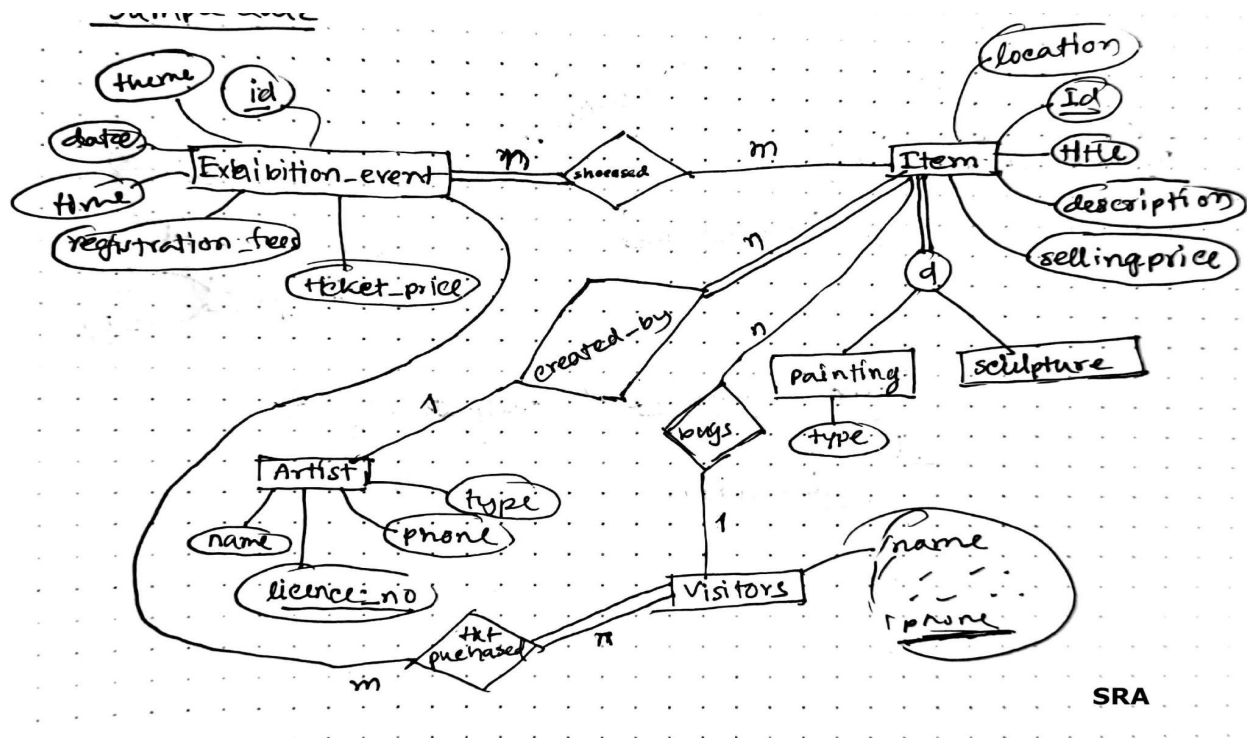 theme
id
date
Exhibition_event
time
registration_fees
ticket_price
m
showcased
m
location
Item
Id
title
description
selling price
n
created_by
1
n
buys
1
d
painting
type
sculpture
Artist
name
licence_no
phone
type
Visitors
name
phone
n
tkt
purchased
m
SRA